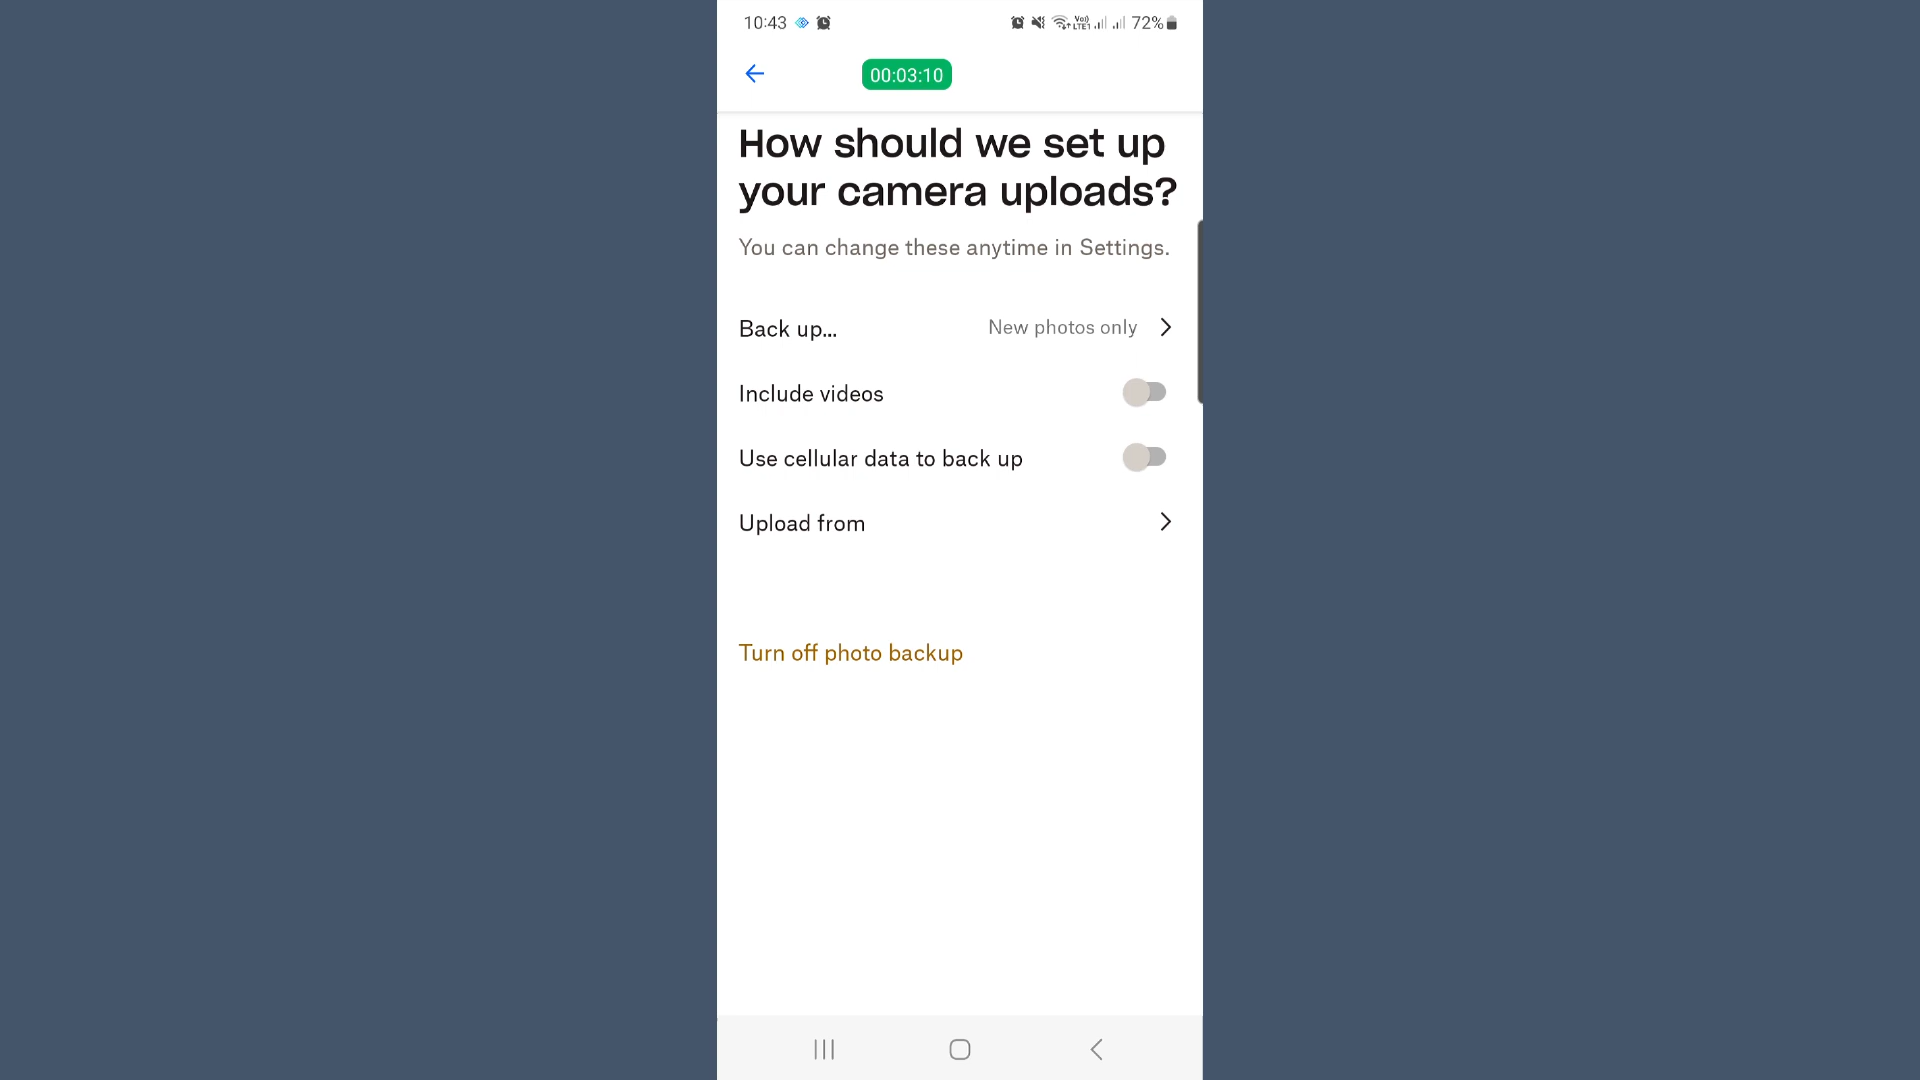 10:43
Vo) LTE1 72%
00:03:10
How should we set up
your camera uploads?
You can change these anytime in Settings.
Back up... New photos only
Include videos
Use cellular data to back up
Upload from
Turn off photo backup